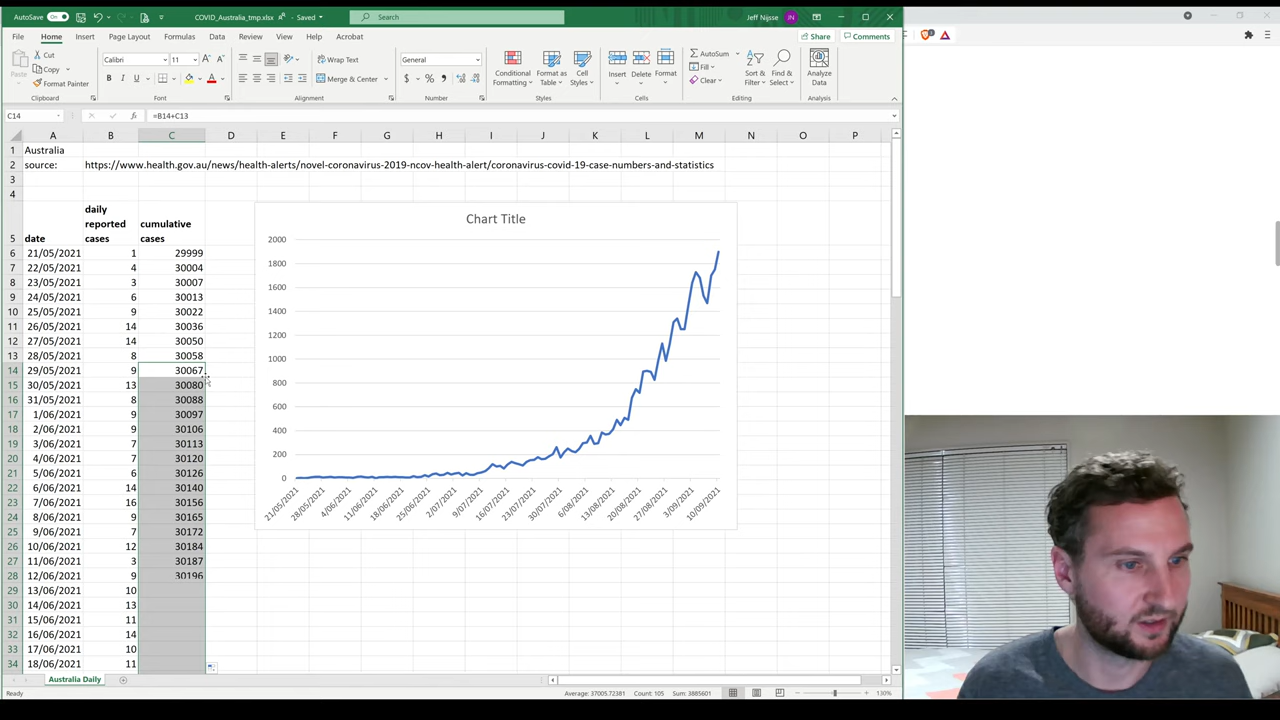 AutoSave On COVID_Australia_tmp.xlsx Saved Search Jeff Nijsse JN
File Home Insert Page Layout Formulas Data Review View Help Acrobat Share Comments
Paste Cut Copy Format Painter Clipboard
Calibri 11 B I U Font
Wrap Text Merge & Center Alignment
General $ % Number
Conditional Formatting Format as Table Cell Styles Styles
Insert Delete Format Cells
AutoSum Fill Clear Sort & Filter Find & Select Editing
Analyze Data Analysis
C14 fx =B14+C13
A B C D E F G H I J K L M N O P
1 Australia
2 source: https://www.health.gov.au/news/health-alerts/novel-coronavirus-2019-ncov-health-alert/coronavirus-covid-19-case-numbers-and-statistics
3
4
5 date daily reported cases cumulative cases
6 21/05/2021 1 29999
7 22/05/2021 4 30004
8 23/05/2021 3 30007
9 24/05/2021 6 30013
10 25/05/2021 9 30022
11 26/05/2021 14 30036
12 27/05/2021 14 30050
13 28/05/2021 8 30058
14 29/05/2021 9 30067
15 30/05/2021 13 30080
16 31/05/2021 8 30088
17 1/06/2021 9 30097
18 2/06/2021 9 30106
19 3/06/2021 7 30113
20 4/06/2021 7 30120
21 5/06/2021 6 30126
22 6/06/2021 14 30140
23 7/06/2021 16 30156
24 8/06/2021 9 30165
25 9/06/2021 7 30172
26 10/06/2021 12 30184
27 11/06/2021 3 30187
28 12/06/2021 9 30196
29 13/06/2021 10
30 14/06/2021 13
31 15/06/2021 11
32 16/06/2021 14
33 17/06/2021 10
34 18/06/2021 11
Chart Title
2000
1800
1600
1400
1200
1000
800
600
400
200
0
21/05/2021 28/05/2021 4/06/2021 11/06/2021 18/06/2021 25/06/2021 2/07/2021 9/07/2021 16/07/2021 23/07/2021 30/07/2021 6/08/2021 13/08/2021 20/08/2021 27/08/2021 3/09/2021 10/09/2021
Australia Daily
Ready Average: 37005.72381 Count: 105 Sum: 3885601 130%